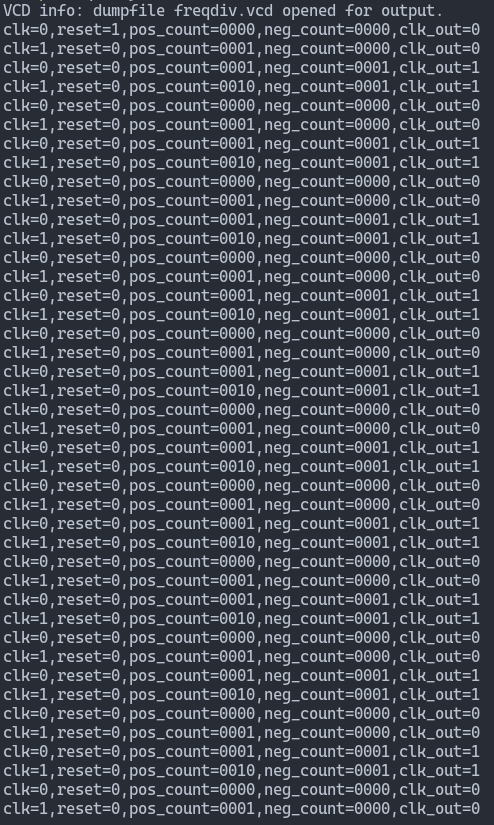 VCD info: dumpfile freqdiv.vcd opened for output.
clk=0,reset=1,pos_count=0000,neg_count=0000,clk_out=0
clk=1,reset=0,pos_count=0001,neg_count=0000,clk_out=0
clk=0,reset=0,pos_count=0001,neg_count=0001,clk_out=1
clk=1,reset=0,pos_count=0010,neg_count=0001,clk_out=1
clk=0,reset=0,pos_count=0000,neg_count=0000,clk_out=0
clk=1,reset=0,pos_count=0001,neg_count=0000,clk_out=0
clk=0,reset=0,pos_count=0001,neg_count=0001,clk_out=1
clk=1,reset=0,pos_count=0010,neg_count=0001,clk_out=1
clk=0,reset=0,pos_count=0000,neg_count=0000,clk_out=0
clk=1,reset=0,pos_count=0001,neg_count=0000,clk_out=0
clk=0,reset=0,pos_count=0001,neg_count=0001,clk_out=1
clk=1,reset=0,pos_count=0010,neg_count=0001,clk_out=1
clk=0,reset=0,pos_count=0000,neg_count=0000,clk_out=0
clk=1,reset=0,pos_count=0001,neg_count=0000,clk_out=0
clk=0,reset=0,pos_count=0001,neg_count=0001,clk_out=1
clk=1,reset=0,pos_count=0010,neg_count=0001,clk_out=1
clk=0,reset=0,pos_count=0000,neg_count=0000,clk_out=0
clk=1,reset=0,pos_count=0001,neg_count=0000,clk_out=0
clk=0,reset=0,pos_count=0001,neg_count=0001,clk_out=1
clk=1,reset=0,pos_count=0010,neg_count=0001,clk_out=1
clk=0,reset=0,pos_count=0000,neg_count=0000,clk_out=0
clk=1,reset=0,pos_count=0001,neg_count=0000,clk_out=0
clk=0,reset=0,pos_count=0001,neg_count=0001,clk_out=1
clk=1,reset=0,pos_count=0010,neg_count=0001,clk_out=1
clk=0,reset=0,pos_count=0000,neg_count=0000,clk_out=0
clk=1,reset=0,pos_count=0001,neg_count=0000,clk_out=0
clk=0,reset=0,pos_count=0001,neg_count=0001,clk_out=1
clk=1,reset=0,pos_count=0010,neg_count=0001,clk_out=1
clk=0,reset=0,pos_count=0000,neg_count=0000,clk_out=0
clk=1,reset=0,pos_count=0001,neg_count=0000,clk_out=0
clk=0,reset=0,pos_count=0001,neg_count=0001,clk_out=1
clk=1,reset=0,pos_count=0010,neg_count=0001,clk_out=1
clk=0,reset=0,pos_count=0000,neg_count=0000,clk_out=0
clk=1,reset=0,pos_count=0001,neg_count=0000,clk_out=0
clk=0,reset=0,pos_count=0001,neg_count=0001,clk_out=1
clk=1,reset=0,pos_count=0010,neg_count=0001,clk_out=1
clk=0,reset=0,pos_count=0000,neg_count=0000,clk_out=0
clk=1,reset=0,pos_count=0001,neg_count=0000,clk_out=0
clk=0,reset=0,pos_count=0001,neg_count=0001,clk_out=1
clk=1,reset=0,pos_count=0010,neg_count=0001,clk_out=1
clk=0,reset=0,pos_count=0000,neg_count=0000,clk_out=0
clk=1,reset=0,pos_count=0001,neg_count=0000,clk_out=0